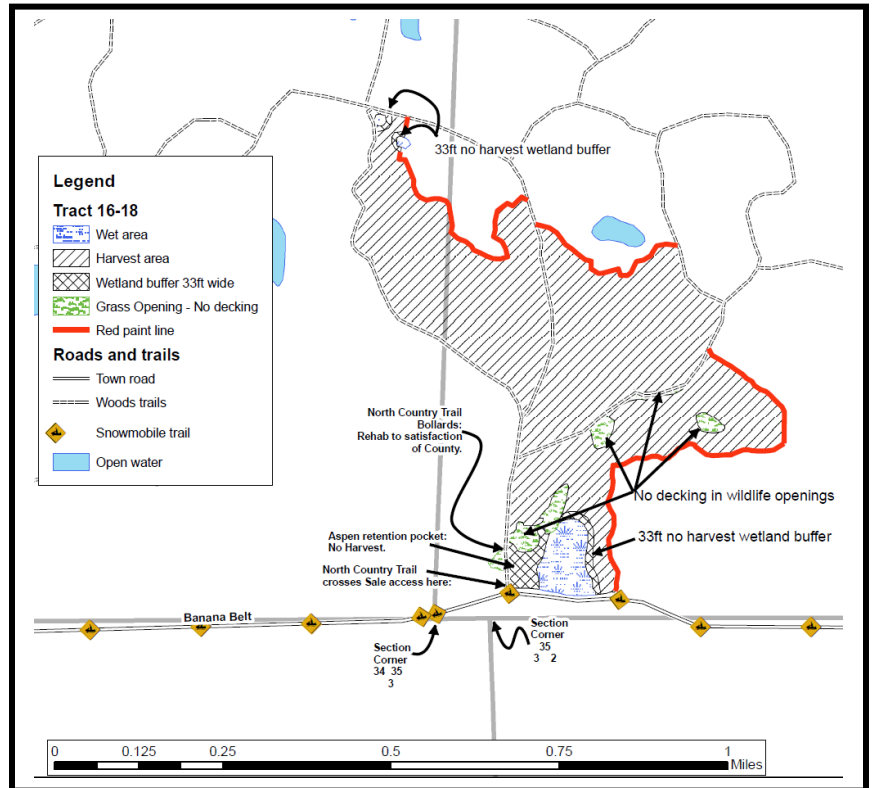 33ft no harvest wetland buffer
Legend
Tract 16-18
Wet area
Harvest area
Wetland buffer 33ft wide
Grass Opening - No decking
Red paint line
Roads and trails
Town road
Woods trails
Snowmobile trail
Open water
North Country Trail
Bollards:
Rehab to satisfaction
of County.
No decking in wildlife openings
Aspen retention pocket:
No Harvest.
33ft no harvest wetland buffer
North Country Trail
crosses Sale access here:
Banana Belt
Section
Corner
34 35
3
Section
Corner 35
3 2
0 0.125 0.25 0.5 0.75 1
Miles